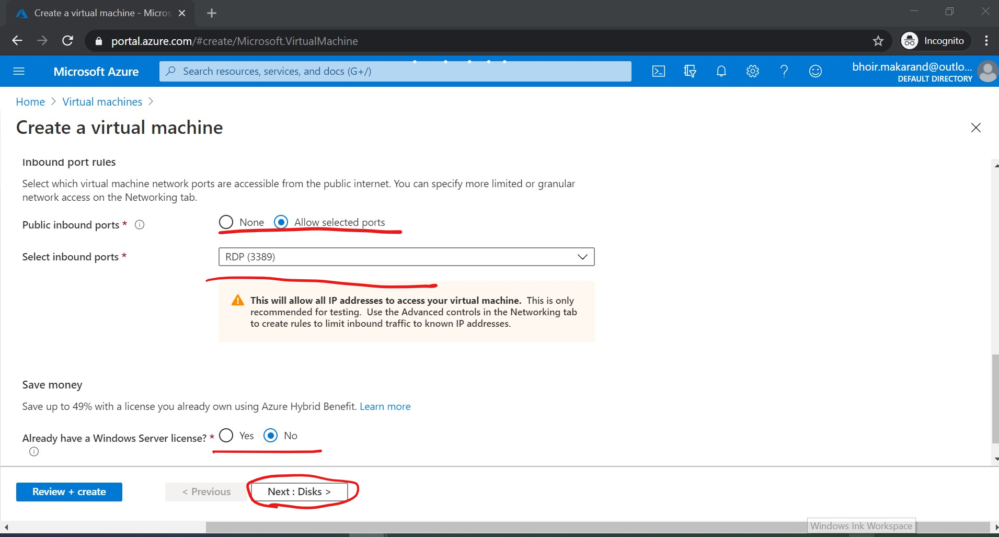 Create a virtual machine - Micros
portal.azure.com/#create/Microsoft.VirtualMachine
Incognito
Microsoft Azure
Search resources, services, and docs (G+/)
bhoir.makarand@outlo...
DEFAULT DIRECTORY
Home > Virtual machines >
Create a virtual machine
Inbound port rules
Select which virtual machine network ports are accessible from the public internet. You can specify more limited or granular
network access on the Networking tab.
Public inbound ports *
None
Allow selected ports
Select inbound ports *
RDP (3389)
This will allow all IP addresses to access your virtual machine. This is only
recommended for testing. Use the Advanced controls in the Networking tab
to create rules to limit inbound traffic to known IP addresses.
Save money
Save up to 49% with a license you already own using Azure Hybrid Benefit. Learn more
Already have a Windows Server license? *
Yes
No
Review + create
< Previous
Next : Disks >
Windows Ink Workspace